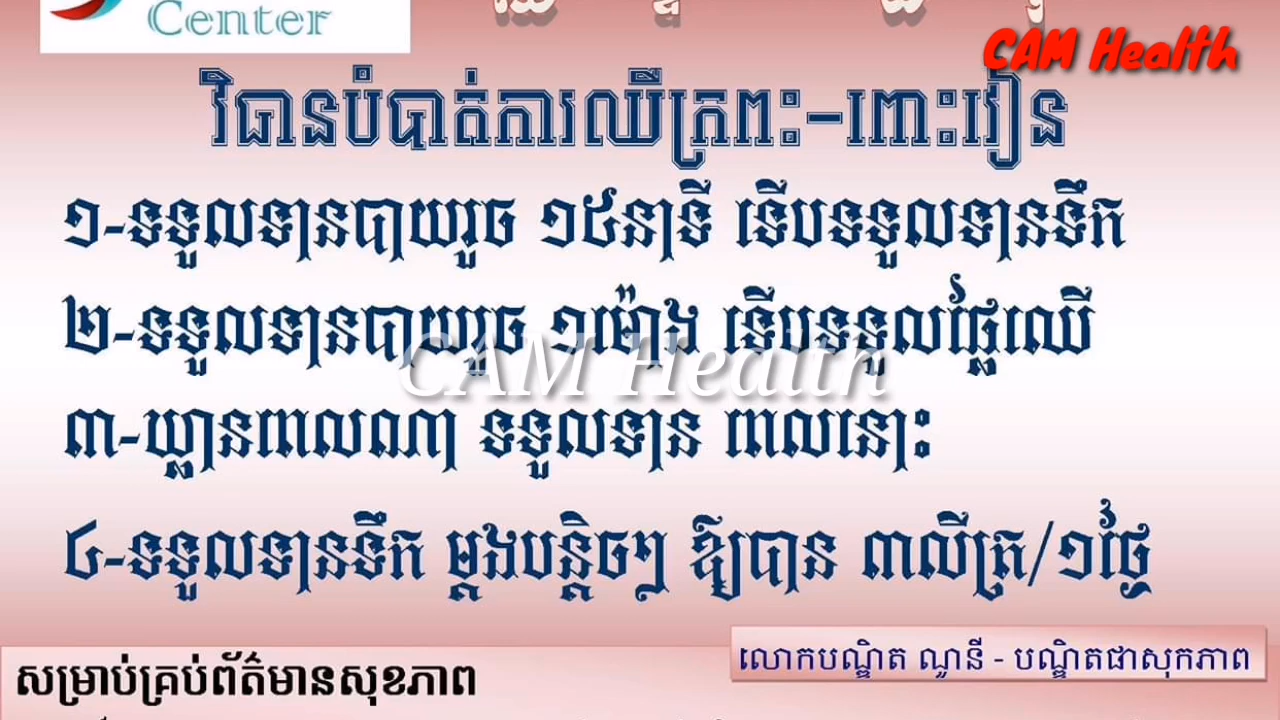 Center
CAM Health
វិធានបំបាត់ការឈឺក្រពះ-ពោះវៀន
១-ទទួលទានបាយរួច ១៥នាទី ទើបទទួលទានទឹក
២-ទទួលទានបាយរួច ១ម៉ោង ទើបទទួលផ្លែឈើ
CAM Health
៣-ឃ្លានពេលណា ទទួលទាន ពេលនោះ
៤-ទទួលទានទឹក ម្តងបន្តិចៗ ឱ្យបាន ៣លីត្រ/១ថ្ងៃ
លោកបណ្ឌិត ណូនី - បណ្ឌិតផាសុកភាព
សម្រាប់គ្រប់ព័ត៌មានសុខភាព